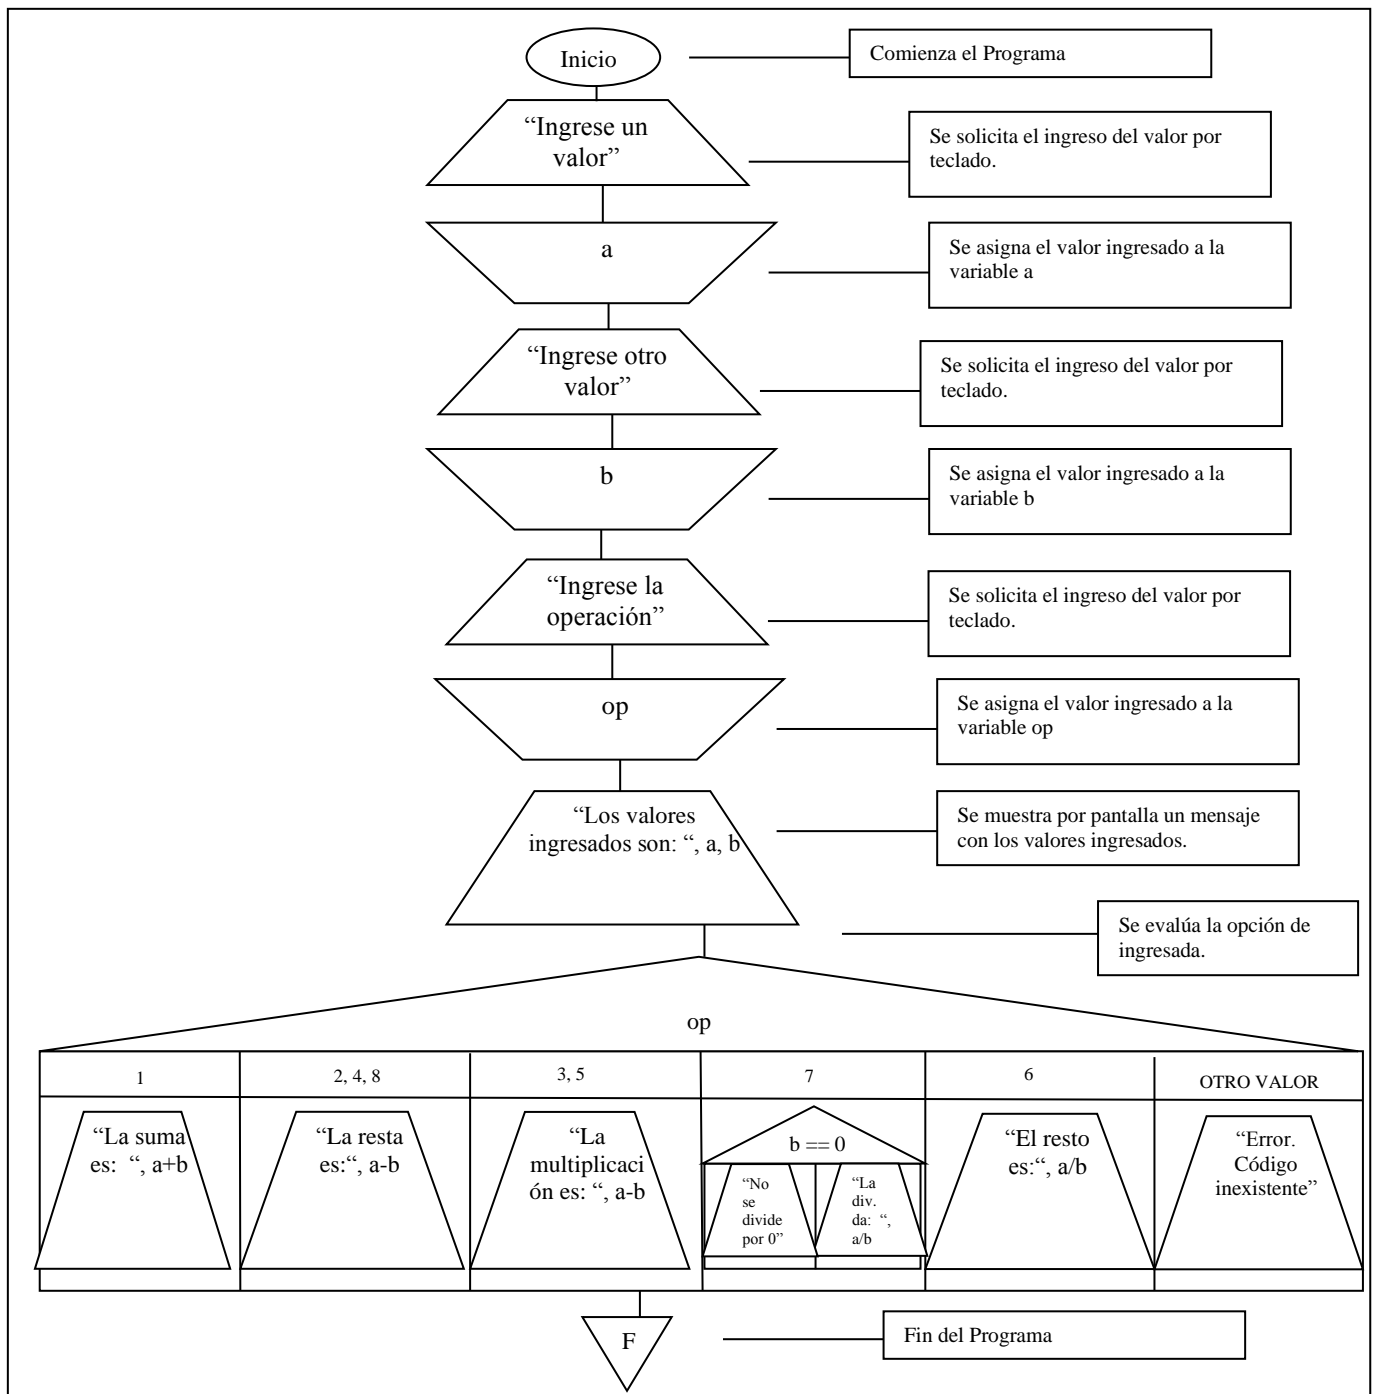 Inicio
Comienza el Programa
“Ingrese un
valor”
Se solicita el ingreso del valor por
teclado.
a
Se asigna el valor ingresado a la
variable a
“Ingrese otro
valor”
Se solicita el ingreso del valor por
teclado.
b
Se asigna el valor ingresado a la
variable b
“Ingrese la
operación”
Se solicita el ingreso del valor por
teclado.
op
Se asigna el valor ingresado a la
variable op
“Los valores
ingresados son: “, a, b
Se muestra por pantalla un mensaje
con los valores ingresados.
Se evalúa la opción de
ingresada.
op
1
2, 4, 8
3, 5
7
6
OTRO VALOR
“La suma
es: “, a+b
“La resta
es:“, a-b
“La
multiplicaci
ón es: “, a-b
b == 0
“No
se
divide
por 0”
“La
div.
da: “,
a/b
“El resto
es:“, a/b
“Error.
Código
inexistente”
F
Fin del Programa